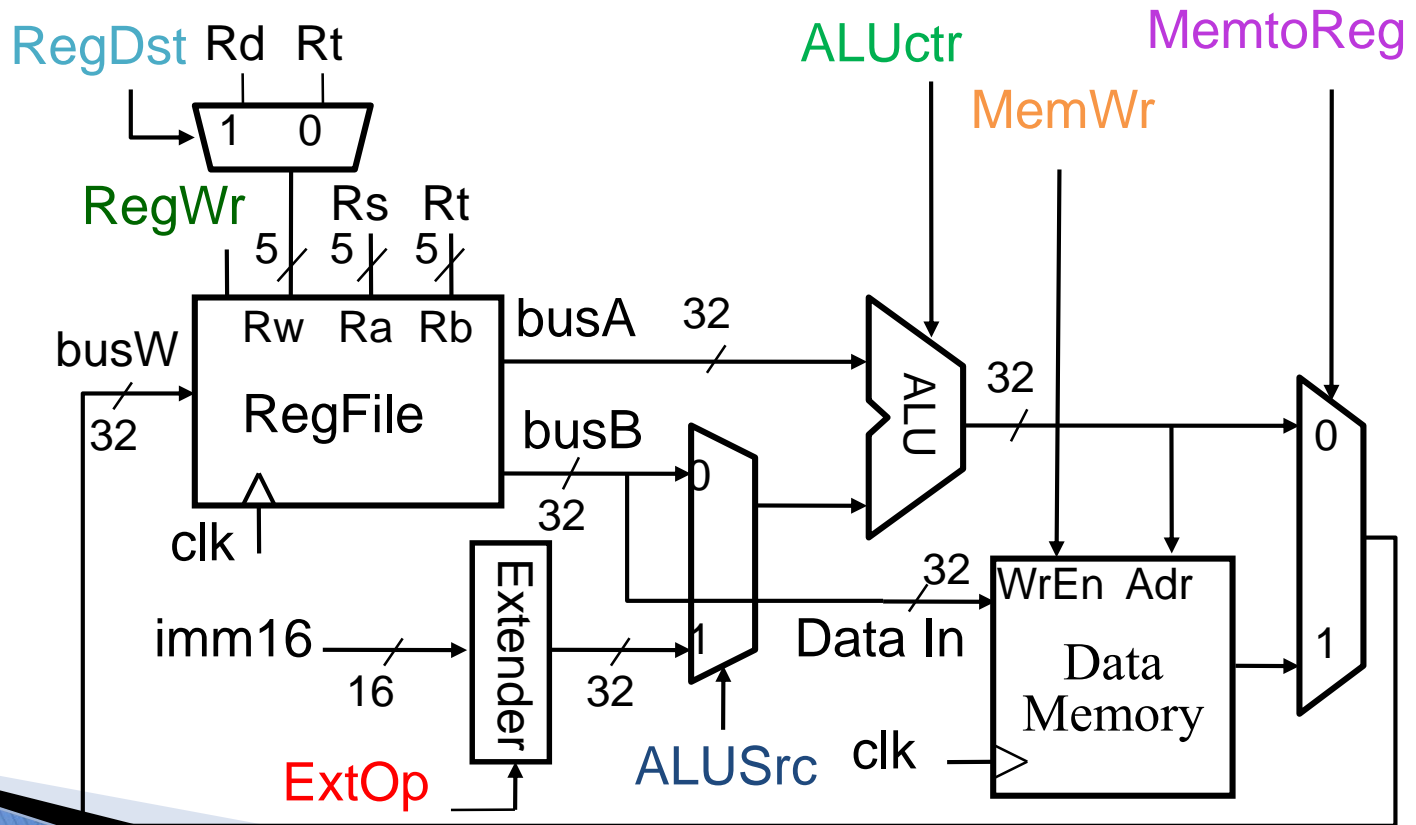 RegDst Rd Rt ALUctr MemtoReg
MemWr
1 0
RegWr Rs Rt
5 5 5
Rw Ra Rb busA 32
busW ALU 32
RegFile busB 0
32 0
32
clk
Extender 32 WrEn Adr
imm16 1 Data In 1
16 32 Data
Memory
ExtOp ALUSrc clk